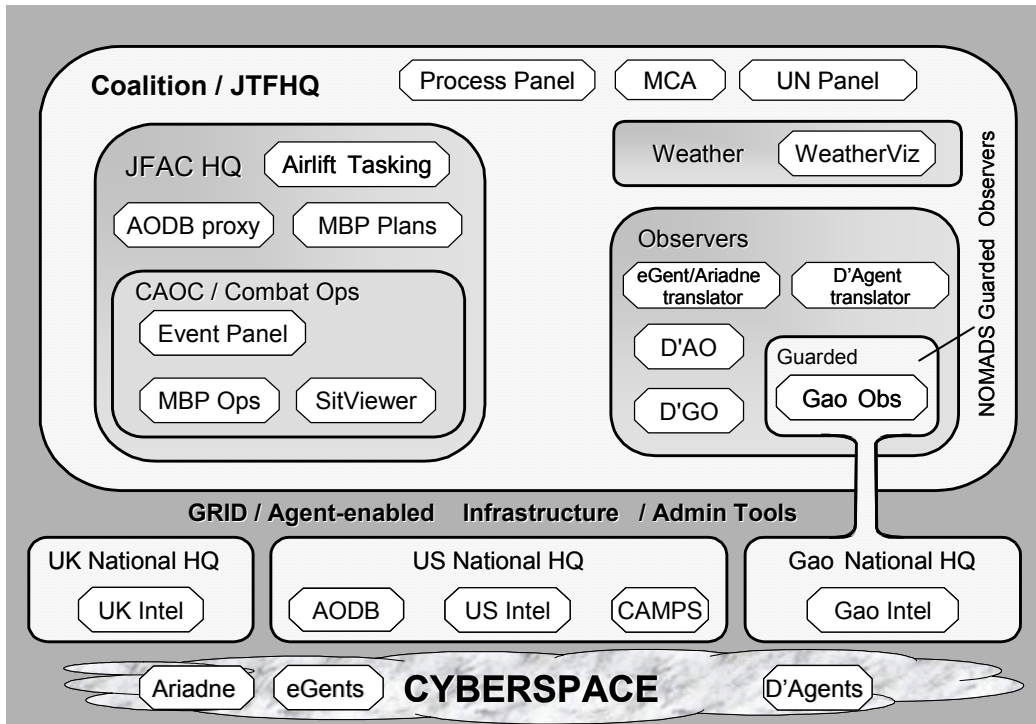 Coalition / JTFHQ
Process Panel
MCA
UN Panel
JFAC HQ
Airlift Tasking
AODB proxy
MBP Plans
CAOC / Combat Ops
Event Panel
MBP Ops
SitViewer
Weather
WeatherViz
Observers
eGent/Ariadne
translator
D'Agent
translator
D'AO
D'GO
Guarded
Gao Obs
NOMADS Guarded Observers
GRID / Agent-enabled Infrastructure / Admin Tools
UK National HQ
UK Intel
US National HQ
AODB
US Intel
CAMPS
Gao National HQ
Gao Intel
Ariadne
eGents
CYBERSPACE
D'Agents